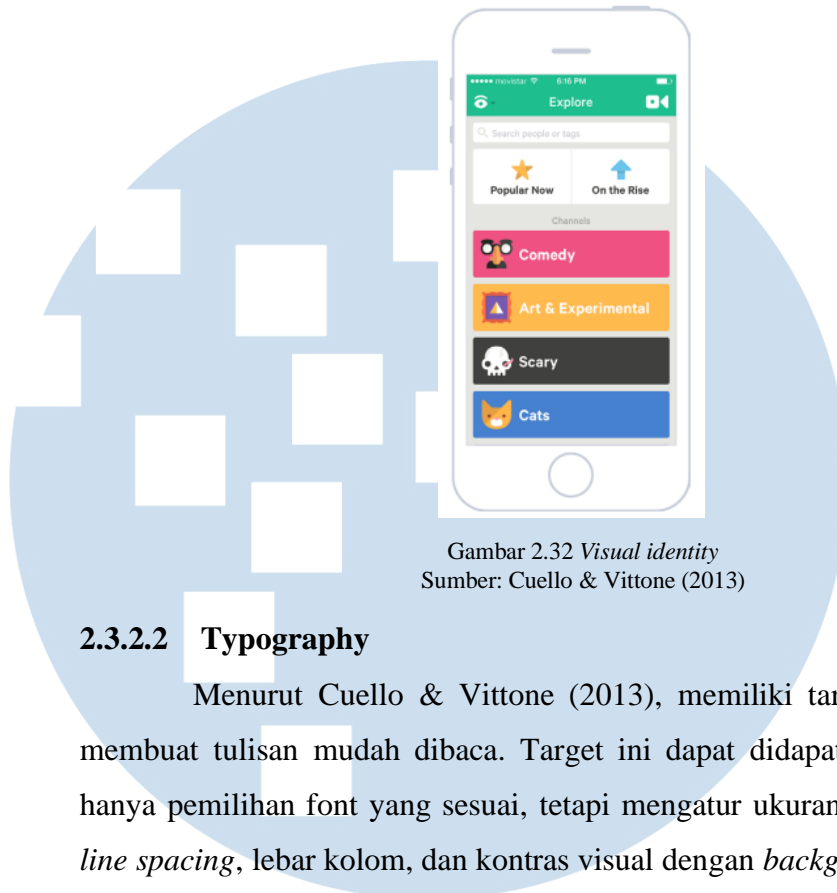 movistar 6:16 PM
Explore
Search people or tags
Popular Now On the Rise
Channels
Comedy
Art & Experimental
Scary
Cats
Gambar 2.32 Visual identity
Sumber: Cuello & Vittone (2013)
2.3.2.2 Typography
Menurut Cuello & Vittone (2013), memiliki
membuat tulisan mudah dibaca. Target ini dapat
hanya pemilihan font yang sesuai, tetapi mengatur ukuran
line spacing, lebar kolom, dan kontras visual dengan